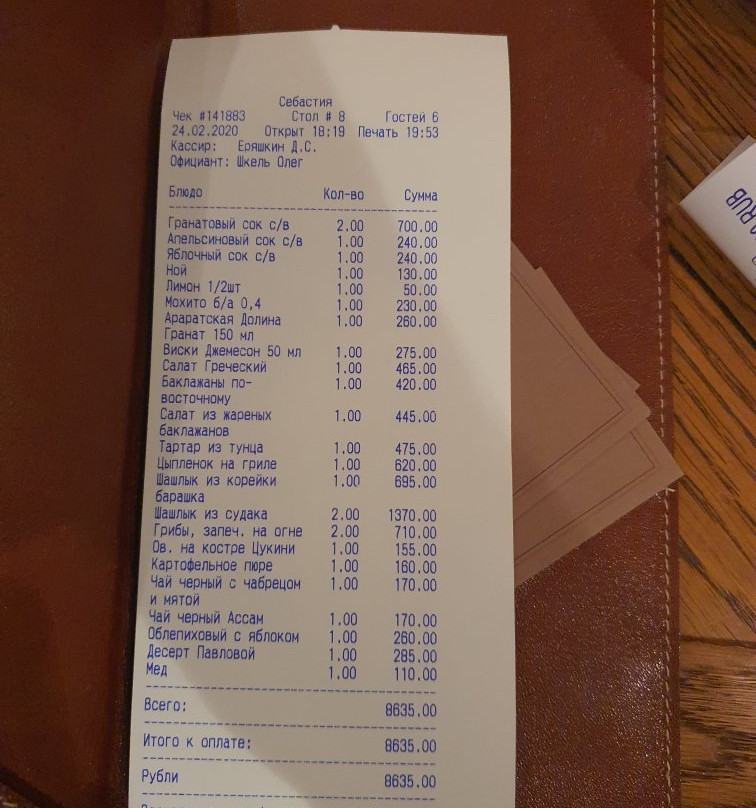 Себастия
Чек #141883 Стол # 8 Гостей 6
24.02.2020 Открыт 18:19 Печать 19:53
Кассир: Еряшкин Д.С.
Официант: Шкель Олег
Блюдо Кол-во Сумма
Гранатовый сок с/в 2.00 700.00
Апельсиновый сок с/в 1.00 240.00
Яблочный сок с/в 1.00 240.00
Ной 1.00 130.00
Лимон 1/2шт 1.00 50.00
Мохито б/а 0,4 1.00 230.00
Араратская Долина 1.00 260.00
Гранат 150 мл
Виски Джемесон 50 мл 1.00 275.00
Салат Греческий 1.00 465.00
Баклажаны по- 1.00 420.00
восточному
Салат из жареных 1.00 445.00
баклажанов
Тартар из тунца 1.00 475.00
Цыпленок на гриле 1.00 620.00
Шашлык из корейки 1.00 695.00
барашка
Шашлык из судака 2.00 1370.00
Грибы, запеч. на огне 2.00 710.00
Ов. на костре Цукини 1.00 155.00
Картофельное пюре 1.00 160.00
Чай черный с чабрецом 1.00 170.00
и мятой
Чай черный Ассам 1.00 170.00
Облепиховый с яблоком 1.00 260.00
Десерт Павловой 1.00 285.00
Мед 1.00 110.00
Всего: 8635.00
Итого к оплате: 8635.00
Рубли 8635.00
RUB